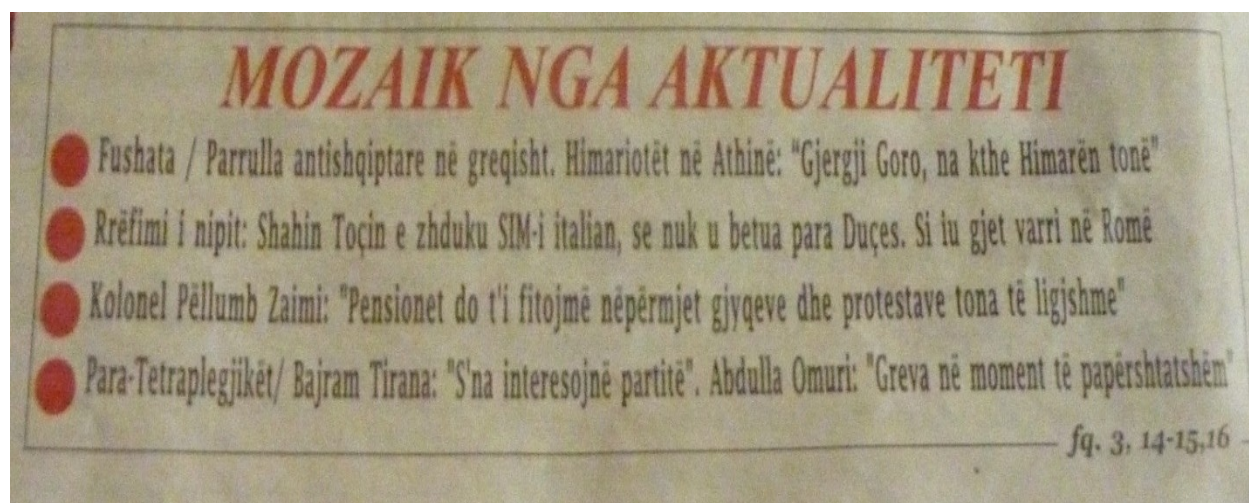 MOZAIK NGA AKTUALITETI
Fushata / Parrulla antishqiptare në greqisht. Himariotët në Athinë: "Gjergji Goro, na kthe Himarën tonë"
Rrëfimi i nipit: Shahin Toçin e zhduku SIM-i italian, se nuk u betua para Duçes. Si iu gjet varri në Romë
Kolonel Pëllumb Zaimi: "Pensionet do t'i fitojmë nëpërmjet gjyqeve dhe protestave tona të ligjshme"
Para-Tetraplegjikët/ Bajram Tirana: "S'na interesojnë partitë". Abdulla Omuri: "Greva në moment të papërshtatshëm"
fq. 3, 14-15,16